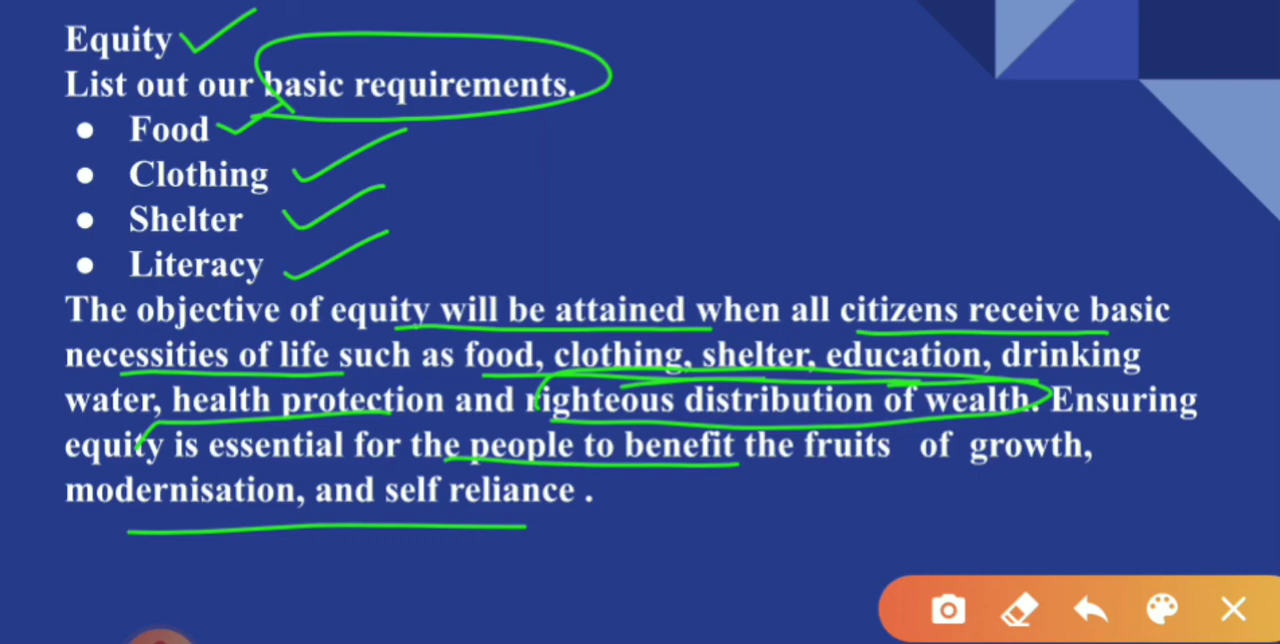 Equity
List out our basic requirements.
● Food
● Clothing
● Shelter
● Literacy
The objective of equity will be attained when all citizens receive basic
necessities of life such as food, clothing, shelter, education, drinking
water, health protection and righteous distribution of wealth. Ensuring
equity is essential for the people to benefit the fruits of growth,
modernisation, and self reliance .